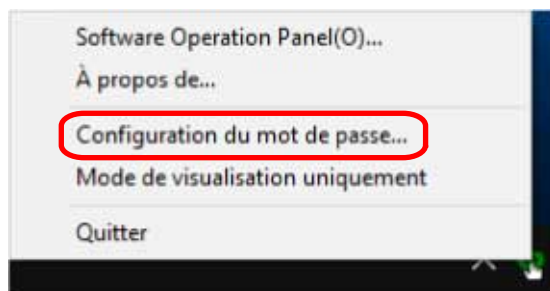 Software Operation Panel(O)...
À propos de...
Configuration du mot de passe...
Mode de visualisation uniquement
Quitter